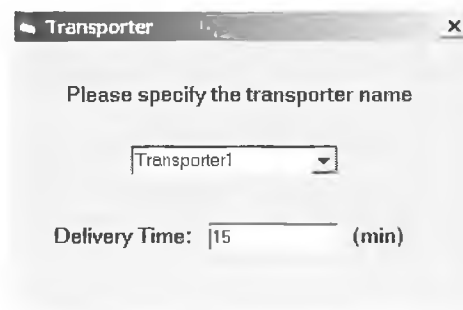 Transporter
Please specify the transporter name
Transporter1
Delivery Time: 15 (min)